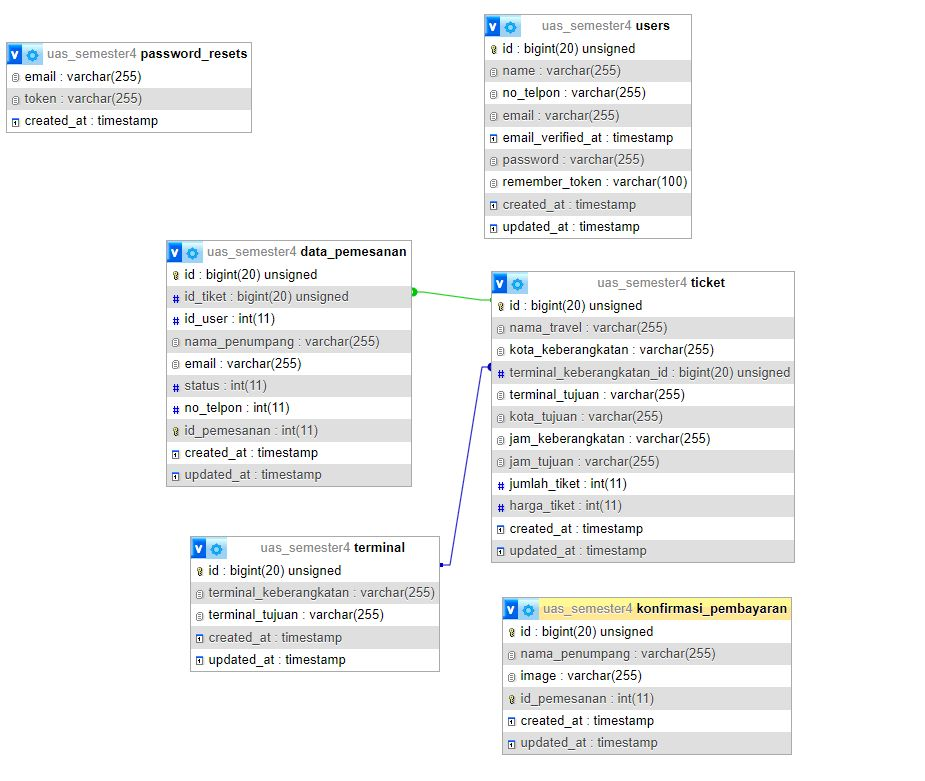 uas_semester4 password_resets
email : varchar(255)
token : varchar(255)
created_at : timestamp
uas_semester4 users
id : bigint(20) unsigned
name : varchar(255)
no_telpon : varchar(255)
email : varchar(255)
email_verified_at : timestamp
password : varchar(255)
remember_token : varchar(100)
created_at : timestamp
updated_at : timestamp
uas_semester4 data_pemesanan
id : bigint(20) unsigned
id_tiket : bigint(20) unsigned
id_user : int(11)
nama_penumpang : varchar(255)
email : varchar(255)
status : int(11)
no_telpon : int(11)
id_pemesanan : int(11)
created_at : timestamp
updated_at : timestamp
uas_semester4 ticket
id : bigint(20) unsigned
nama_travel : varchar(255)
kota_keberangkatan : varchar(255)
terminal_keberangkatan_id : bigint(20) unsigned
terminal_tujuan : varchar(255)
kota_tujuan : varchar(255)
jam_keberangkatan : varchar(255)
jam_tujuan : varchar(255)
jumlah_tiket : int(11)
harga_tiket : int(11)
created_at : timestamp
updated_at : timestamp
uas_semester4 terminal
id : bigint(20) unsigned
terminal_keberangkatan : varchar(255)
terminal_tujuan : varchar(255)
created_at : timestamp
updated_at : timestamp
uas_semester4 konfirmasi_pembayaran
id : bigint(20) unsigned
nama_penumpang : varchar(255)
image : varchar(255)
id_pemesanan : int(11)
created_at : timestamp
updated_at : timestamp